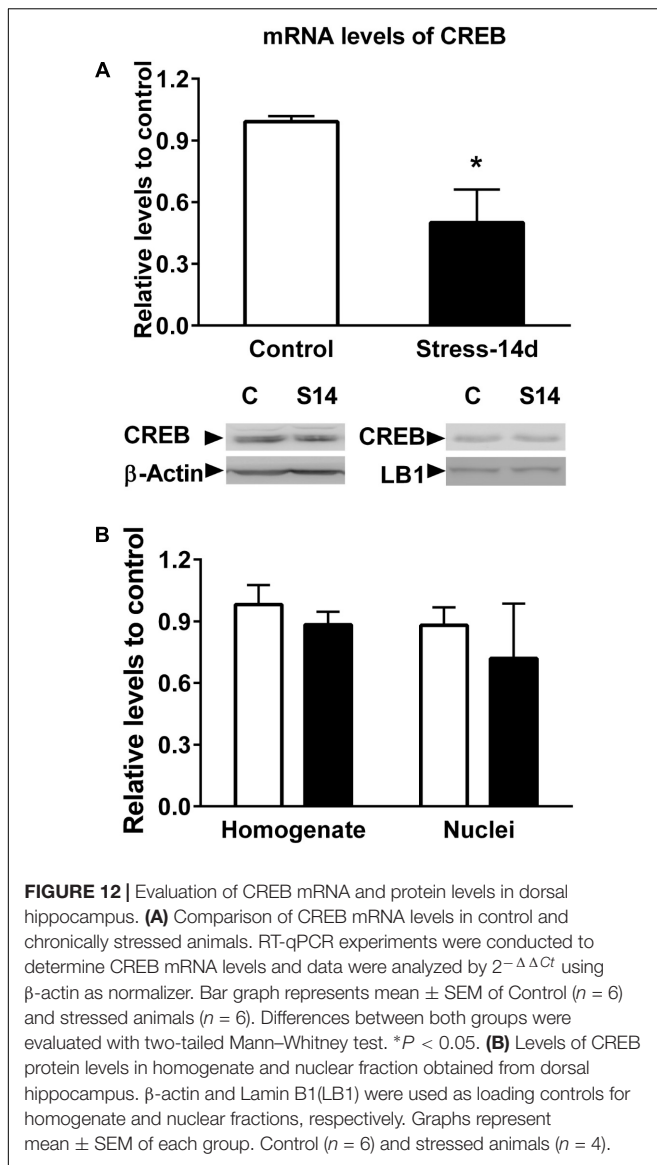 mRNA levels of CREB
A
Relative levels to control
1.2
0.9
0.6
0.3
0.0
*
Control Stress-14d
C S14 C S14
CREB CREB
β-Actin LB1
B
Relative levels to control
1.2
0.9
0.6
0.3
0.0
Homogenate Nuclei
FIGURE 12 | Evaluation of CREB mRNA and protein levels in dorsal
hippocampus. (A) Comparison of CREB mRNA levels in control and
chronically stressed animals. RT-qPCR experiments were conducted to
determine CREB mRNA levels and data were analyzed by 2^−ΔΔCt using
β-actin as normalizer. Bar graph represents mean ± SEM of Control (n = 6)
and stressed animals (n = 6). Differences between both groups were
evaluated with two-tailed Mann–Whitney test. *P < 0.05. (B) Levels of CREB
protein levels in homogenate and nuclear fraction obtained from dorsal
hippocampus. β-actin and Lamin B1(LB1) were used as loading controls for
homogenate and nuclear fractions, respectively. Graphs represent
mean ± SEM of each group. Control (n = 6) and stressed animals (n = 4).